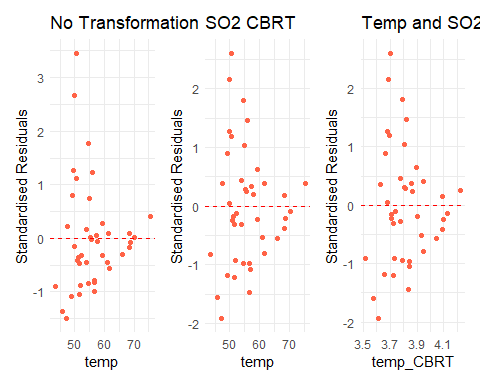 No Transformation SO2 CBRT Temp and SO2
Standardised Residuals
3
2
1
0
-1
50 60 70
temp
Standardised Residuals
2
1
0
-1
-2
50 60 70
temp
Standardised Residuals
2
1
0
-1
-2
3.5 3.7 3.9 4.1
temp_CBRT